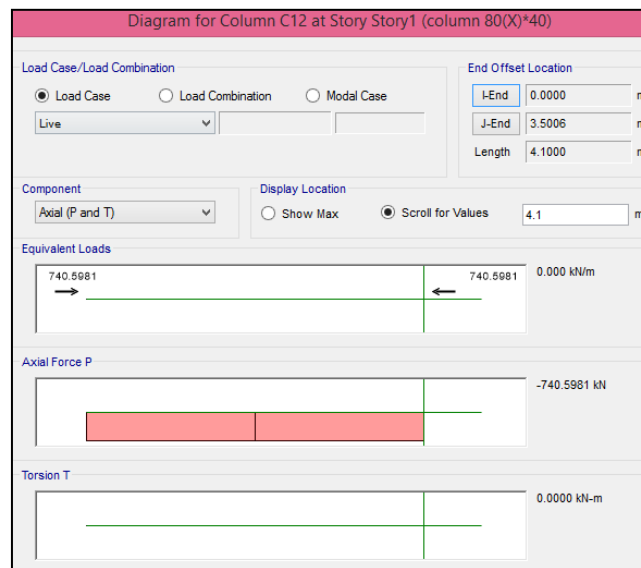 Diagram for Column C12 at Story Story1 (column 80(X)*40)
Load Case/Load Combination
Load Case Load Combination Modal Case
Live
End Offset Location
I-End 0.0000 m
J-End 3.5006 m
Length 4.1000 m
Component
Axial (P and T)
Display Location
Show Max Scroll for Values 4.1 m
Equivalent Loads
740.5981 740.5981 0.000 kN/m
Axial Force P
-740.5981 kN
Torsion T
0.0000 kN-m